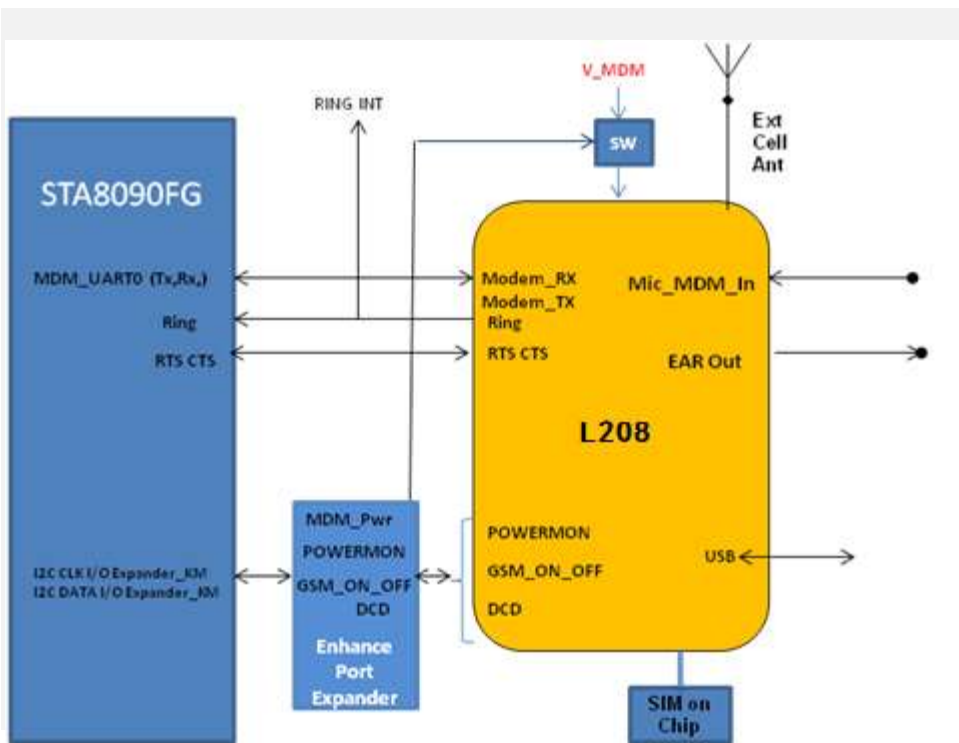 V_MDM
RING INT
SW
Ext
Cell
Ant
STA8090FG
MDM_UART0 (Tx,Rx,)
Ring
RTS CTS
Modem_RX
Modem_TX
Ring
RTS CTS
Mic_MDM_In
EAR Out
L208
MDM_Pwr
POWERMON
GSM_ON_OFF
DCD
Enhance
Port
Expander
I2C CLK I/O Expander_KM
I2C DATA I/O Expander_KM
POWERMON
GSM_ON_OFF
DCD
USB
SIM on
Chip